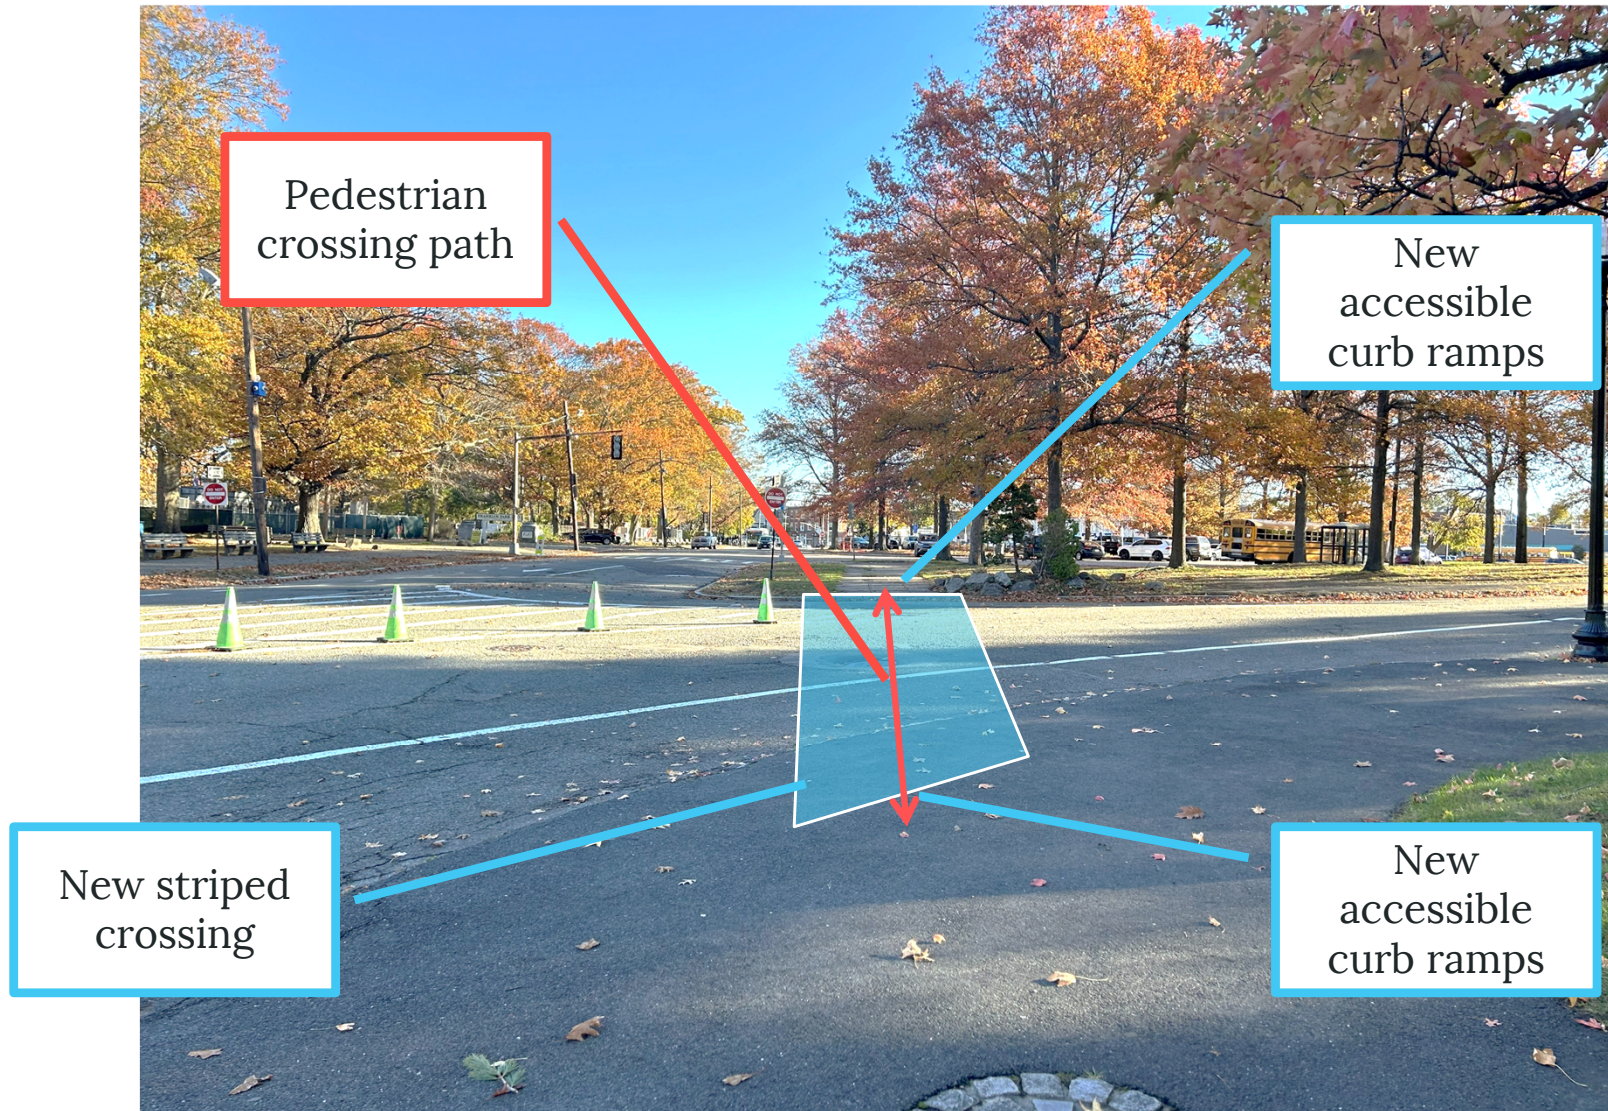 Pedestrian
crossing path
New
accessible
curb ramps
New striped
crossing
New
accessible
curb ramps